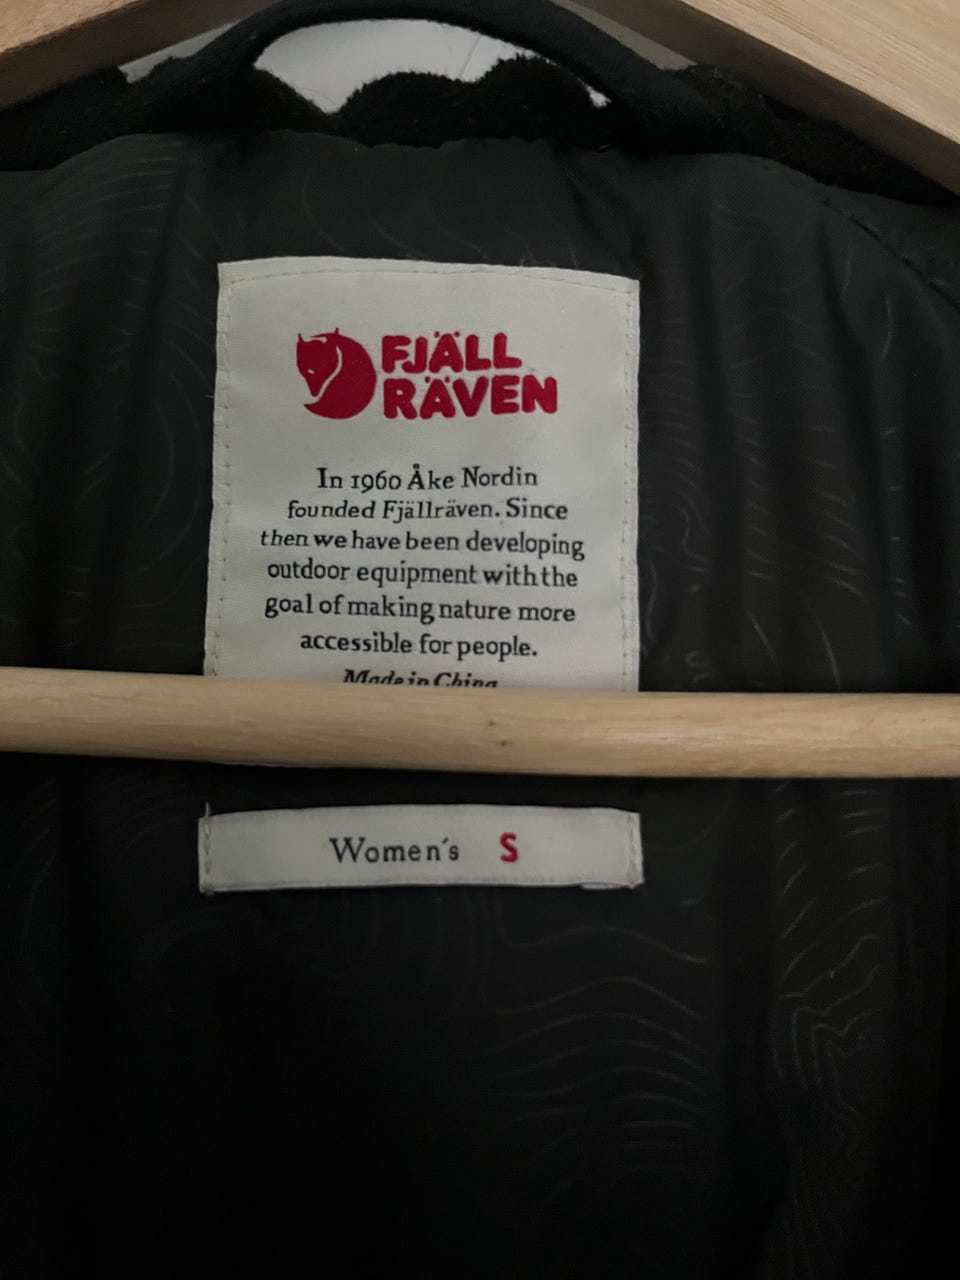 FJÄLL
RÄVEN
In 1960 Åke Nordin
founded Fjällräven. Since
then we have been developing
outdoor equipment with the
goal of making nature more
accessible for people.
Made in China
Women's S